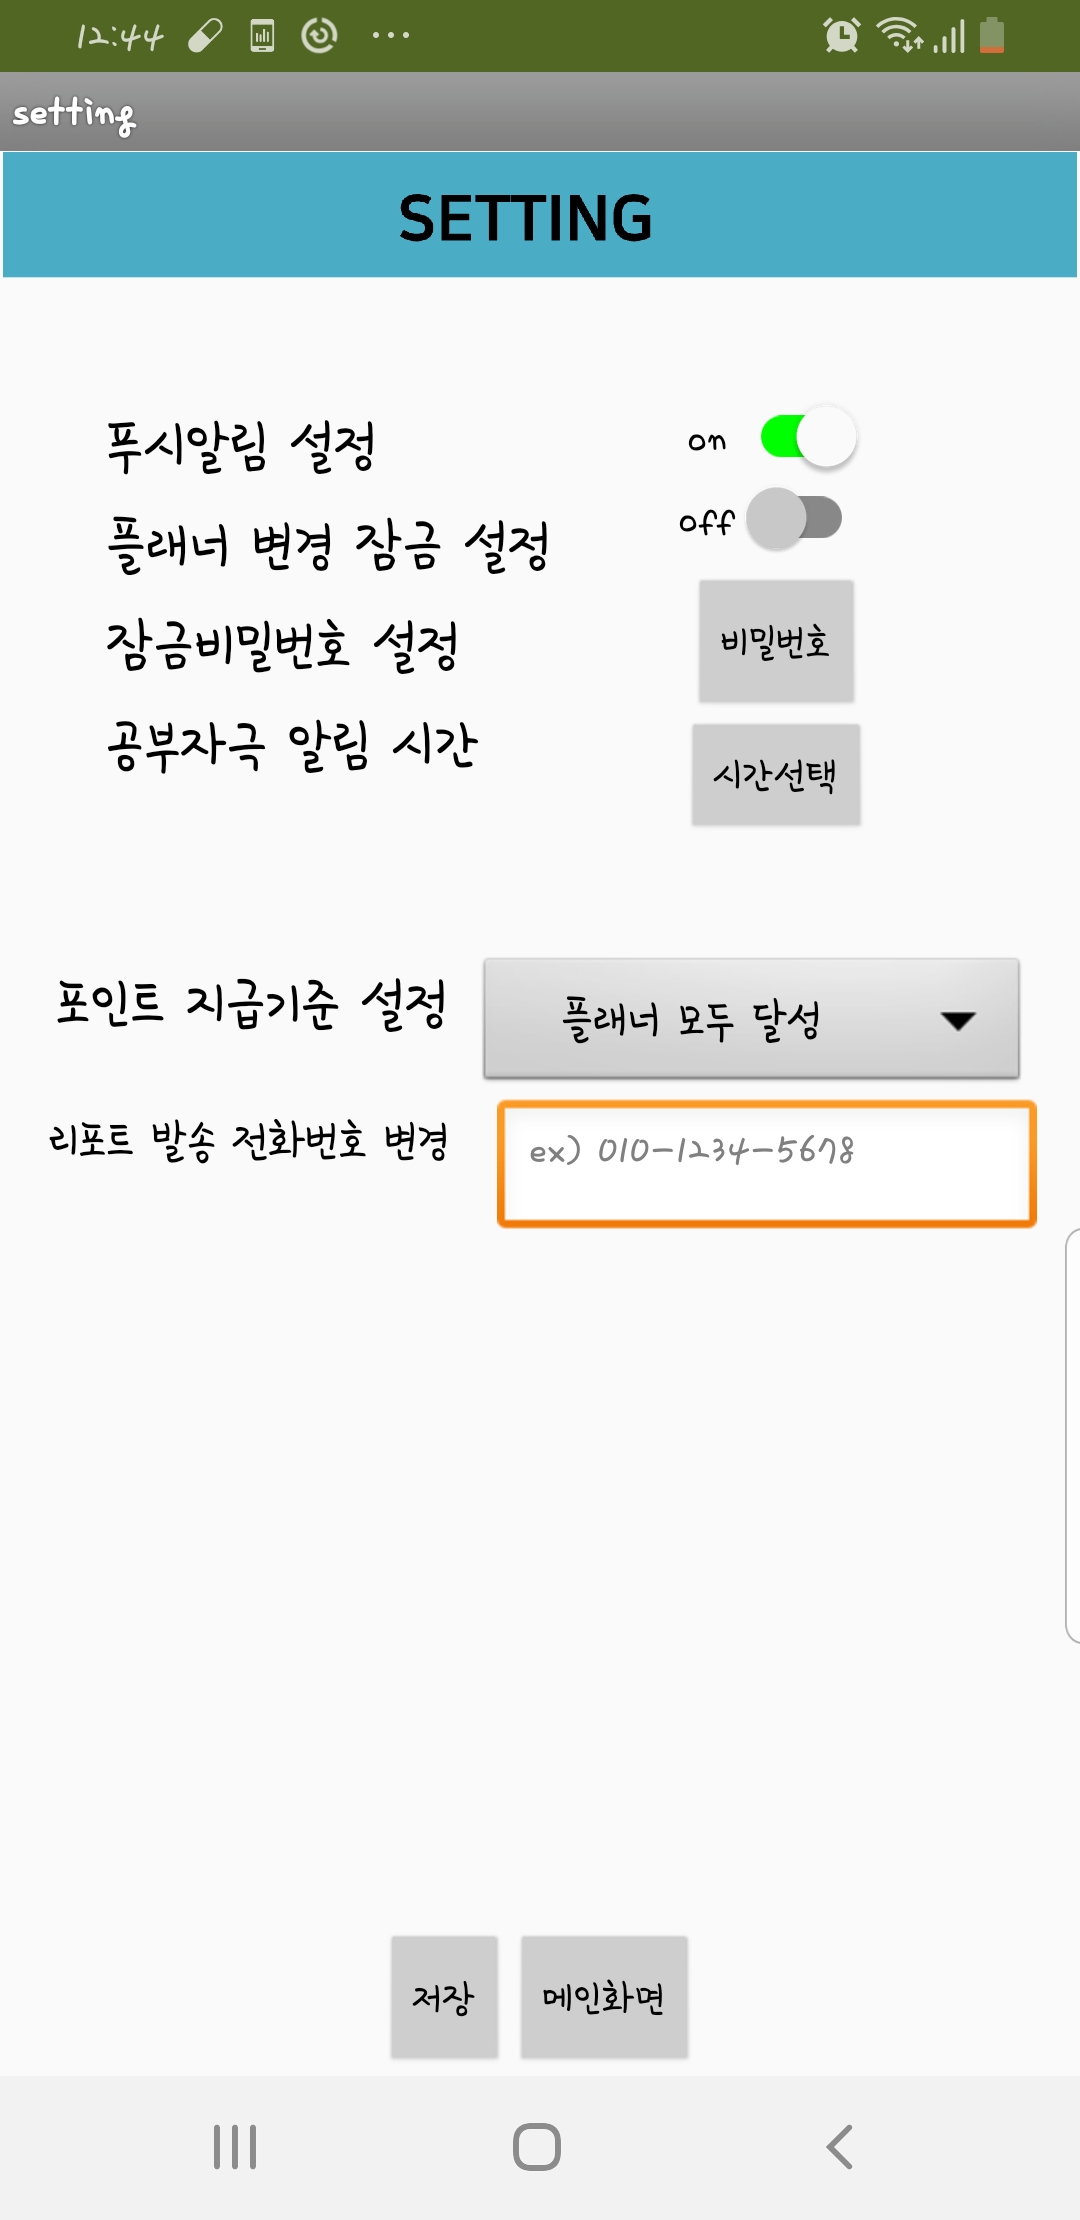 12:44
setting
SETTING
푸시알림 설정 on
플래너 변경 잠금 설정 off
잠금비밀번호 설정 비밀번호
공부자극 알림 시간 시간선택
포인트 지급기준 설정 플래너 모두 달성
리포트 발송 전화번호 변경 ex) 010-1234-5678
저장 메인화면